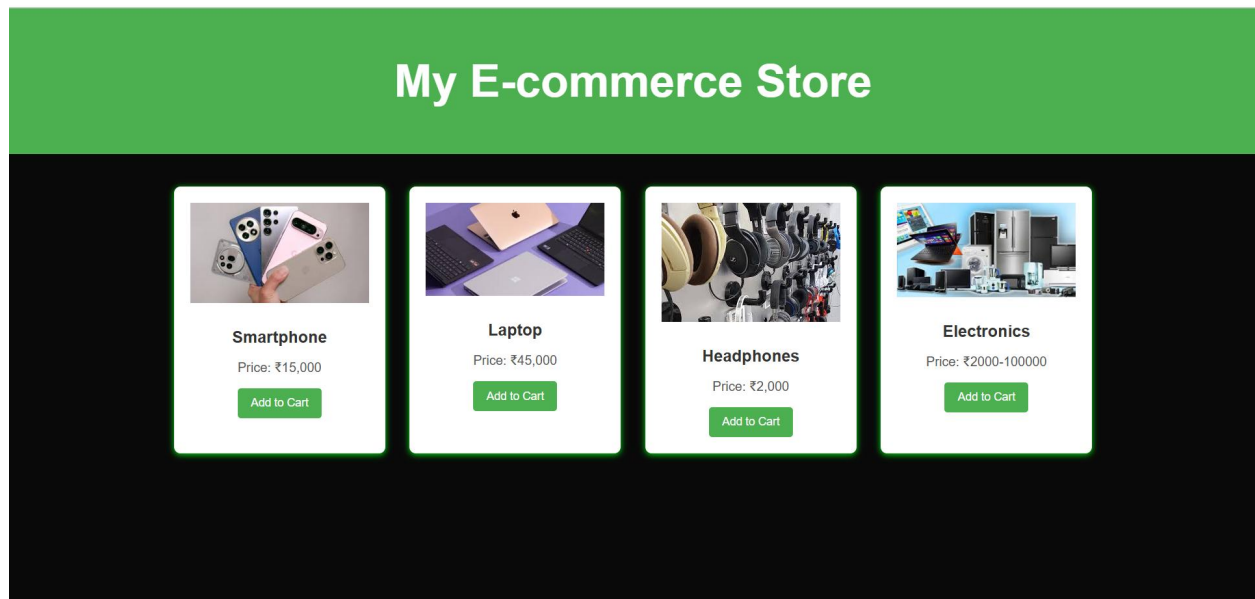 My E-commerce Store
Smartphone
Price: ₹15,000
Add to Cart
Laptop
Price: ₹45,000
Add to Cart
Headphones
Price: ₹2,000
Add to Cart
Electronics
Price: ₹2000-100000
Add to Cart